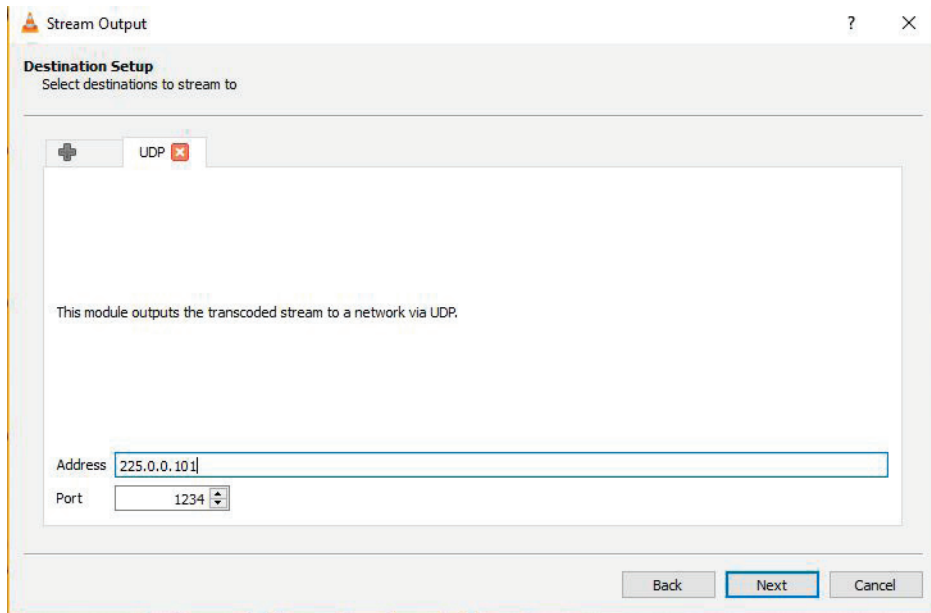 Stream Output
?
Destination Setup
Select destinations to stream to
UDP
This module outputs the transcoded stream to a network via UDP.
Address 225.0.0.101
Port 1234
Back Next Cancel